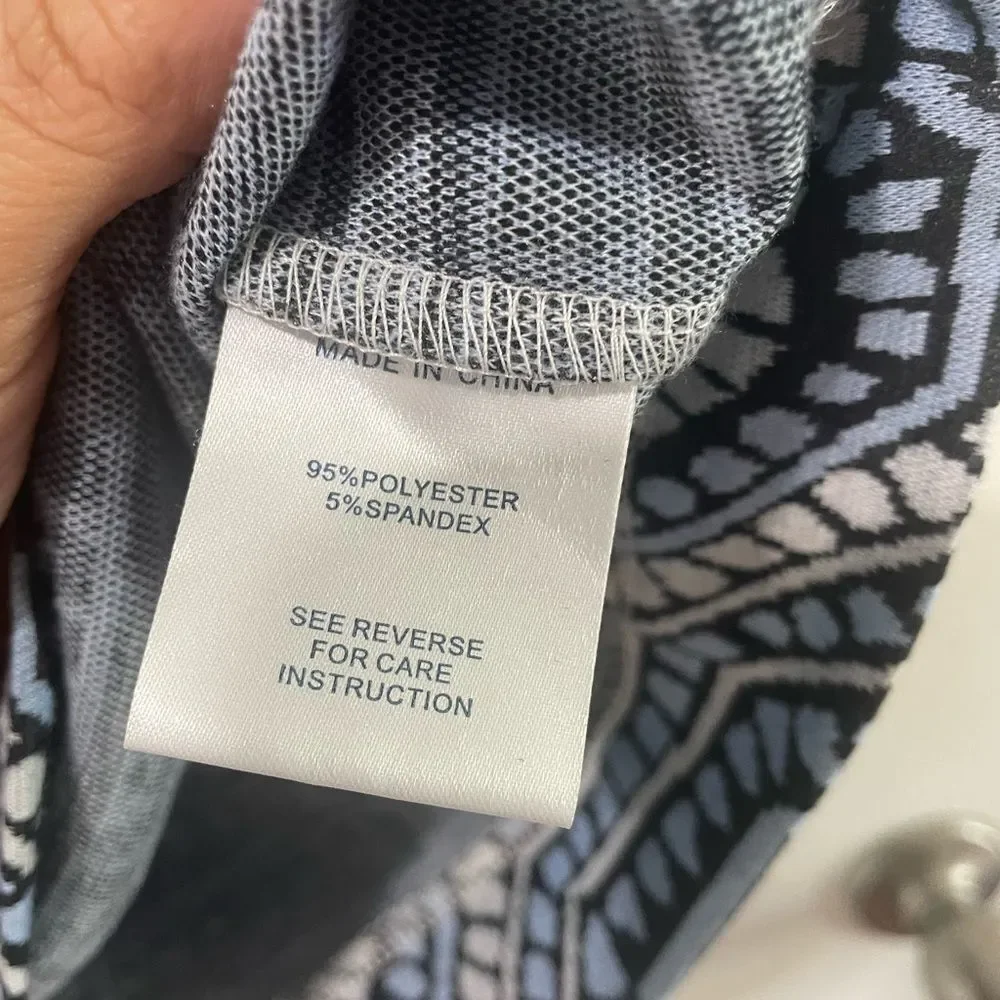 MADE IN CHINA
95%POLYESTER
5%SPANDEX
SEE REVERSE
FOR CARE
INSTRUCTION